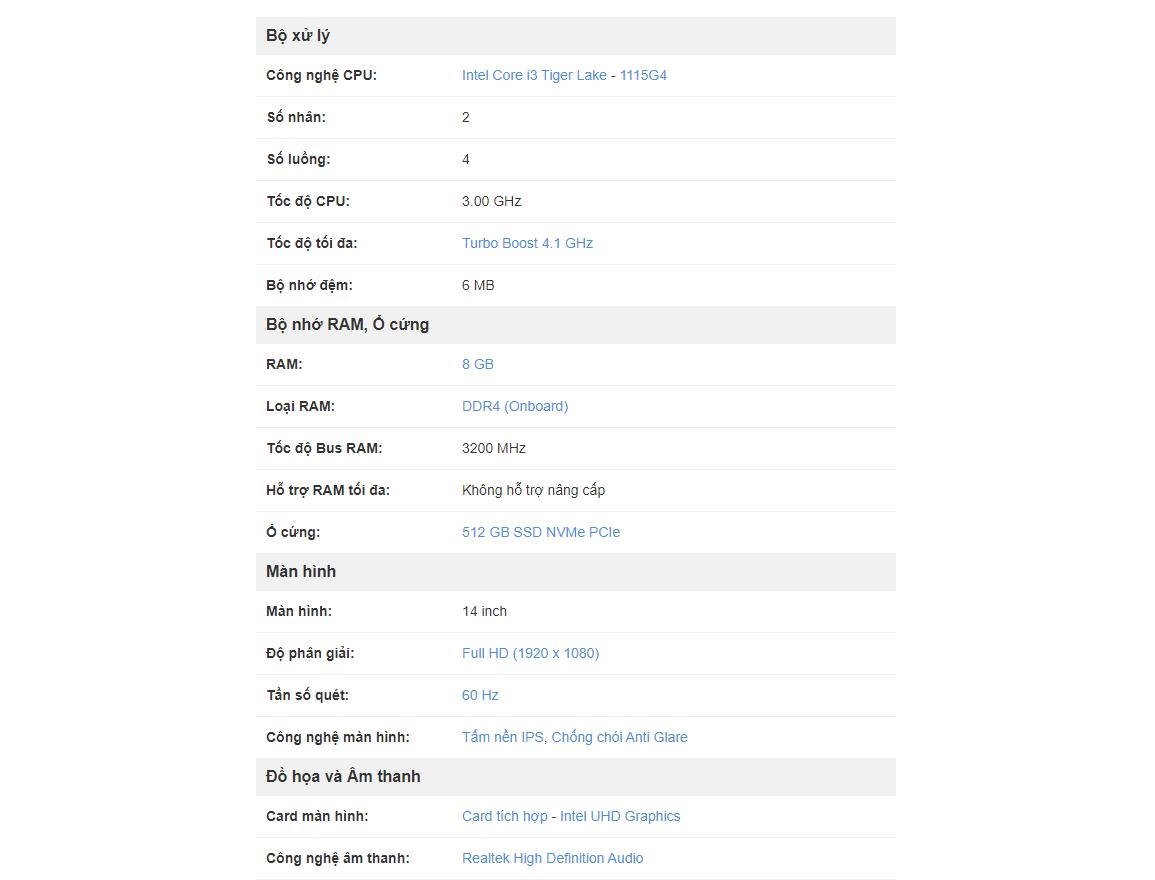 Bộ xử lý
Công nghệ CPU: Intel Core i3 Tiger Lake - 1115G4
Số nhân: 2
Số luồng: 4
Tốc độ CPU: 3.00 GHz
Tốc độ tối đa: Turbo Boost 4.1 GHz
Bộ nhớ đệm: 6 MB
Bộ nhớ RAM, Ổ cứng
RAM: 8 GB
Loại RAM: DDR4 (Onboard)
Tốc độ Bus RAM: 3200 MHz
Hỗ trợ RAM tối đa: Không hỗ trợ nâng cấp
Ổ cứng: 512 GB SSD NVMe PCIe
Màn hình
Màn hình: 14 inch
Độ phân giải: Full HD (1920 x 1080)
Tần số quét: 60 Hz
Công nghệ màn hình: Tấm nền IPS, Chống chói Anti Glare
Đồ họa và Âm thanh
Card màn hình: Card tích hợp - Intel UHD Graphics
Công nghệ âm thanh: Realtek High Definition Audio